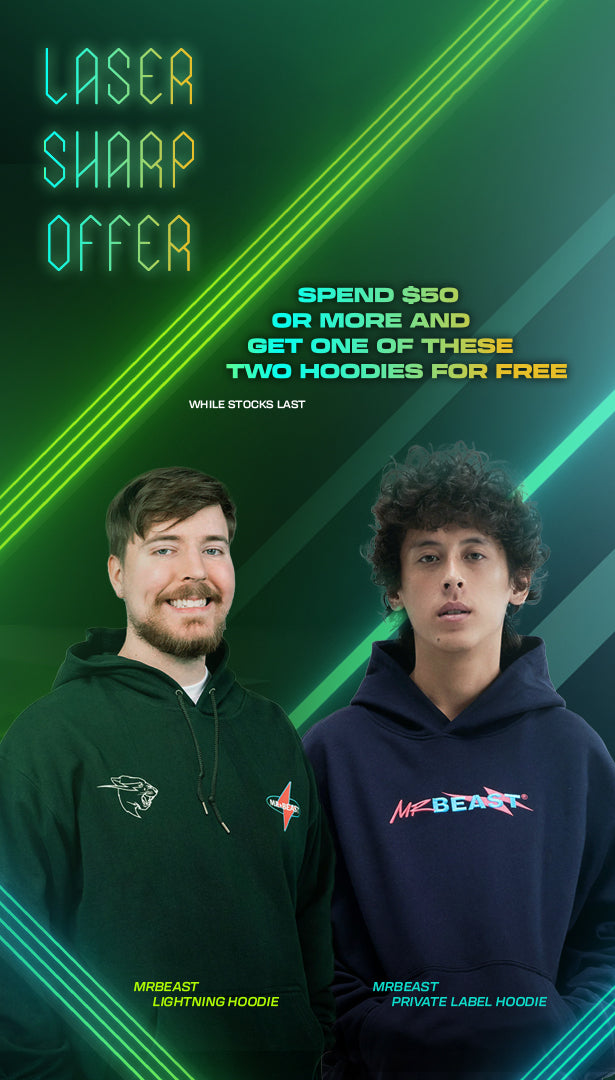 LASER
SHARP
OFFER
SPEND $50
OR MORE AND
GET ONE OF THESE
TWO HOODIES FOR FREE
WHILE STOCKS LAST
MRBEAST
MRBEAST®
MRBEAST
LIGHTNING HOODIE
MRBEAST
PRIVATE LABEL HOODIE